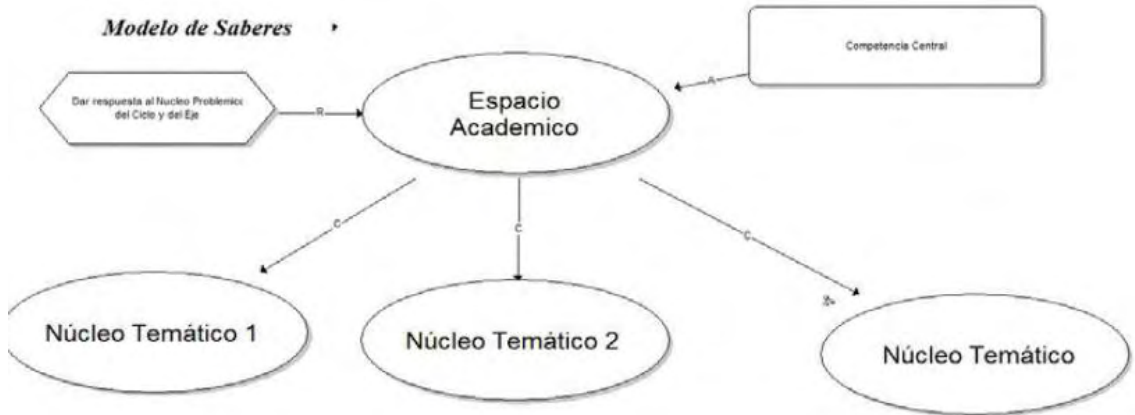 Modelo de Saberes
Competencia Central
Dar respuesta al Nucleo Problemico
del Ciclo y del Eje
R
A
Espacio
Academico
C
C
C
Núcleo Temático 1
Núcleo Temático 2
Núcleo Temático